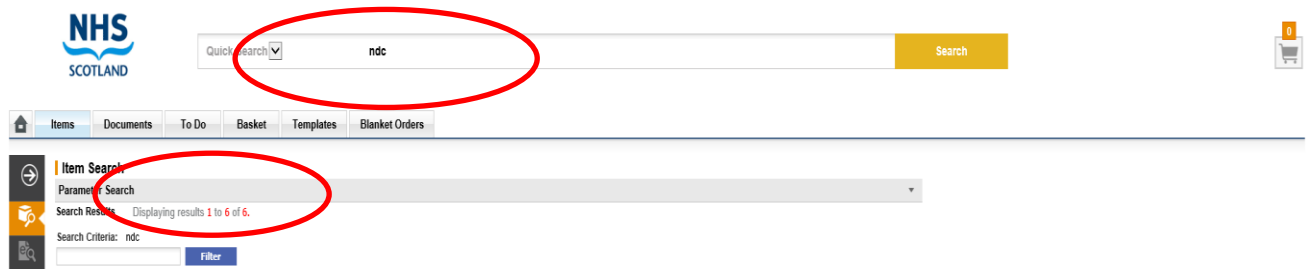 NHS
SCOTLAND
Quick Search ndc Search
0
Items Documents To Do Basket Templates Blanket Orders
Item Search
Parameter Search
Search Results Displaying results 1 to 6 of 6.
Search Criteria: ndc
Filter